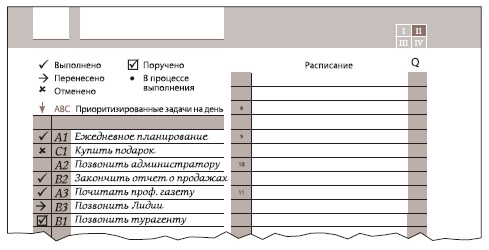 I II
III IV
✓ Выполнено
☑ Поручено
→ Перенесено
• В процессе выполнения
✖ Отменено
Расписание
Q
ABC Приоритизированные задачи на день
8
✓ A1 Ежедневное планирование
9
✖ C1 Купить подарок
A2 Позвонить администратору
10
✓ B2 Закончить отчет о продажах
✓ A3 Почитать проф. газету
11
→ B3 Позвонить Лидии
☑ B1 Позвонить турагенту